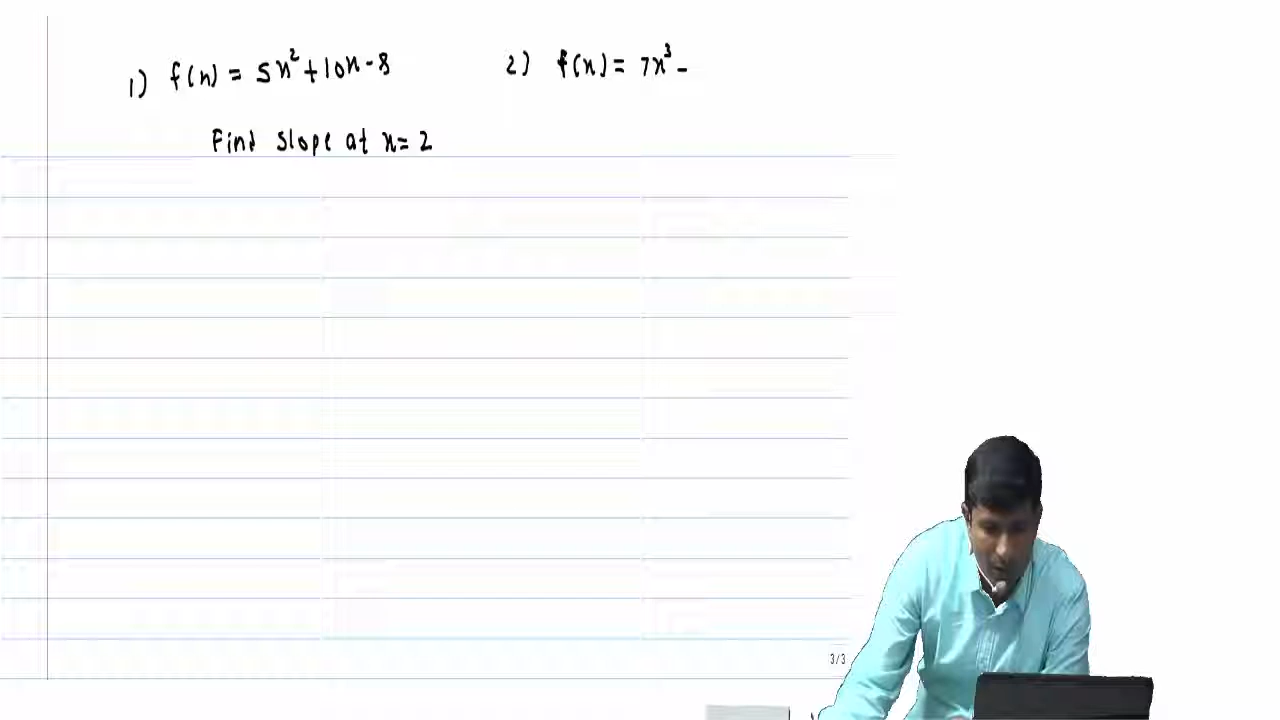 1) f(x) = 5x²+10x-8
Find slope at x=2
2) f(x) = 7x³-
3/3